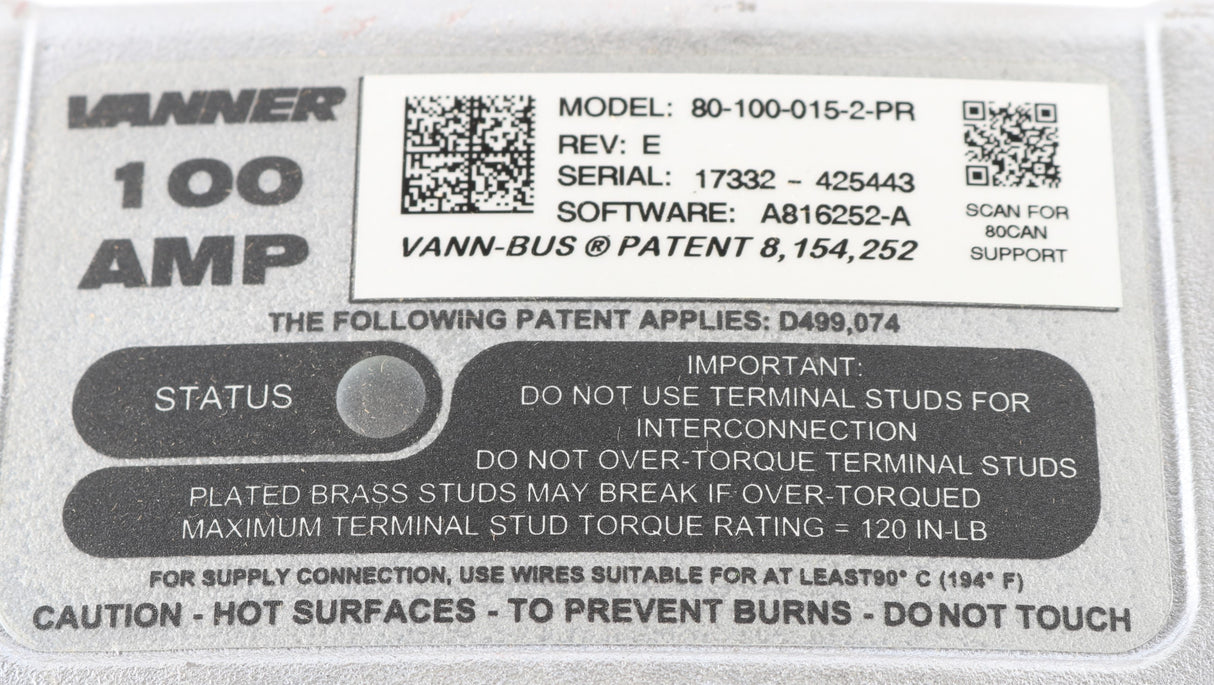 VANNER
100
AMP
MODEL: 80-100-015-2-PR
REV: E
SERIAL: 17332 - 425443
SOFTWARE: A816252-A
VANN-BUS ® PATENT 8,154,252
SCAN FOR
80CAN
SUPPORT
THE FOLLOWING PATENT APPLIES: D499,074
STATUS
IMPORTANT:
DO NOT USE TERMINAL STUDS FOR
INTERCONNECTION
DO NOT OVER-TORQUE TERMINAL STUDS
PLATED BRASS STUDS MAY BREAK IF OVER-TORQUED
MAXIMUM TERMINAL STUD TORQUE RATING = 120 IN-LB
FOR SUPPLY CONNECTION, USE WIRES SUITABLE FOR AT LEAST90° C (194° F)
CAUTION - HOT SURFACES - TO PREVENT BURNS - DO NOT TOUCH